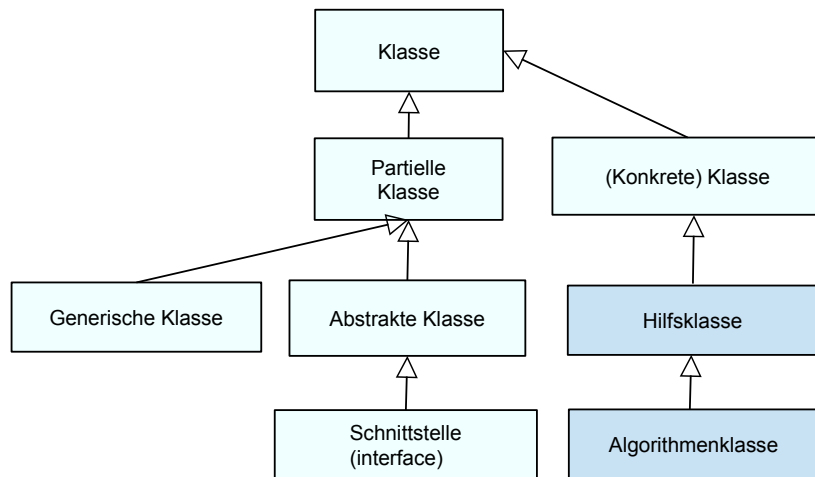 Klasse
Partielle
Klasse
(Konkrete) Klasse
Generische Klasse
Abstrakte Klasse
Hilfsklasse
Schnittstelle
(interface)
Algorithmenklasse